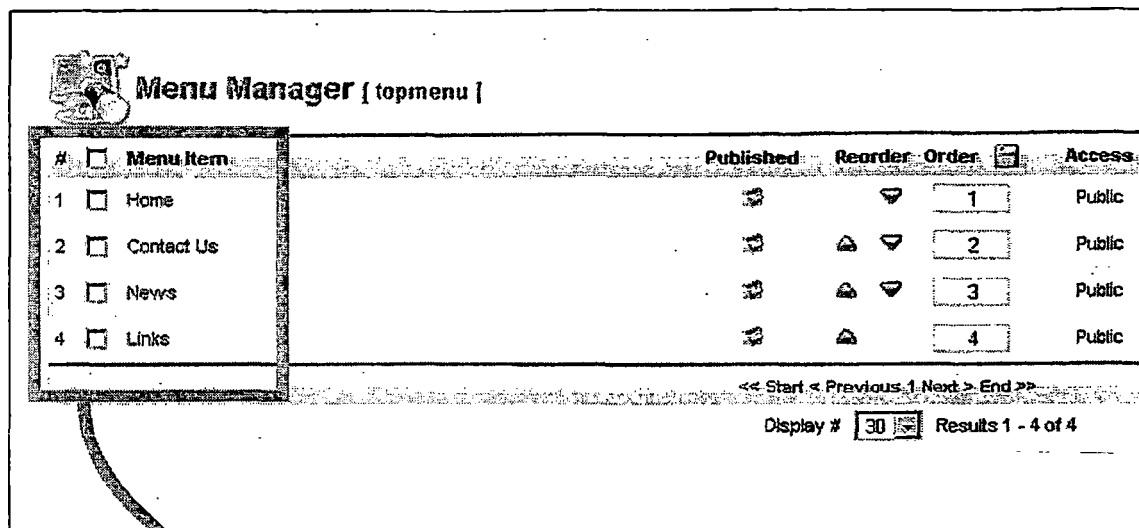 Menu Manager [ topmenu [
# Menu Item Published Reorder Order Access
1 Home 1 Public
2 Contact Us 2 Public
3 News 3 Public
4 Links 4 Public
<< Start < Previous 1 Next > End >>
Display # 30 Results 1 - 4 of 4